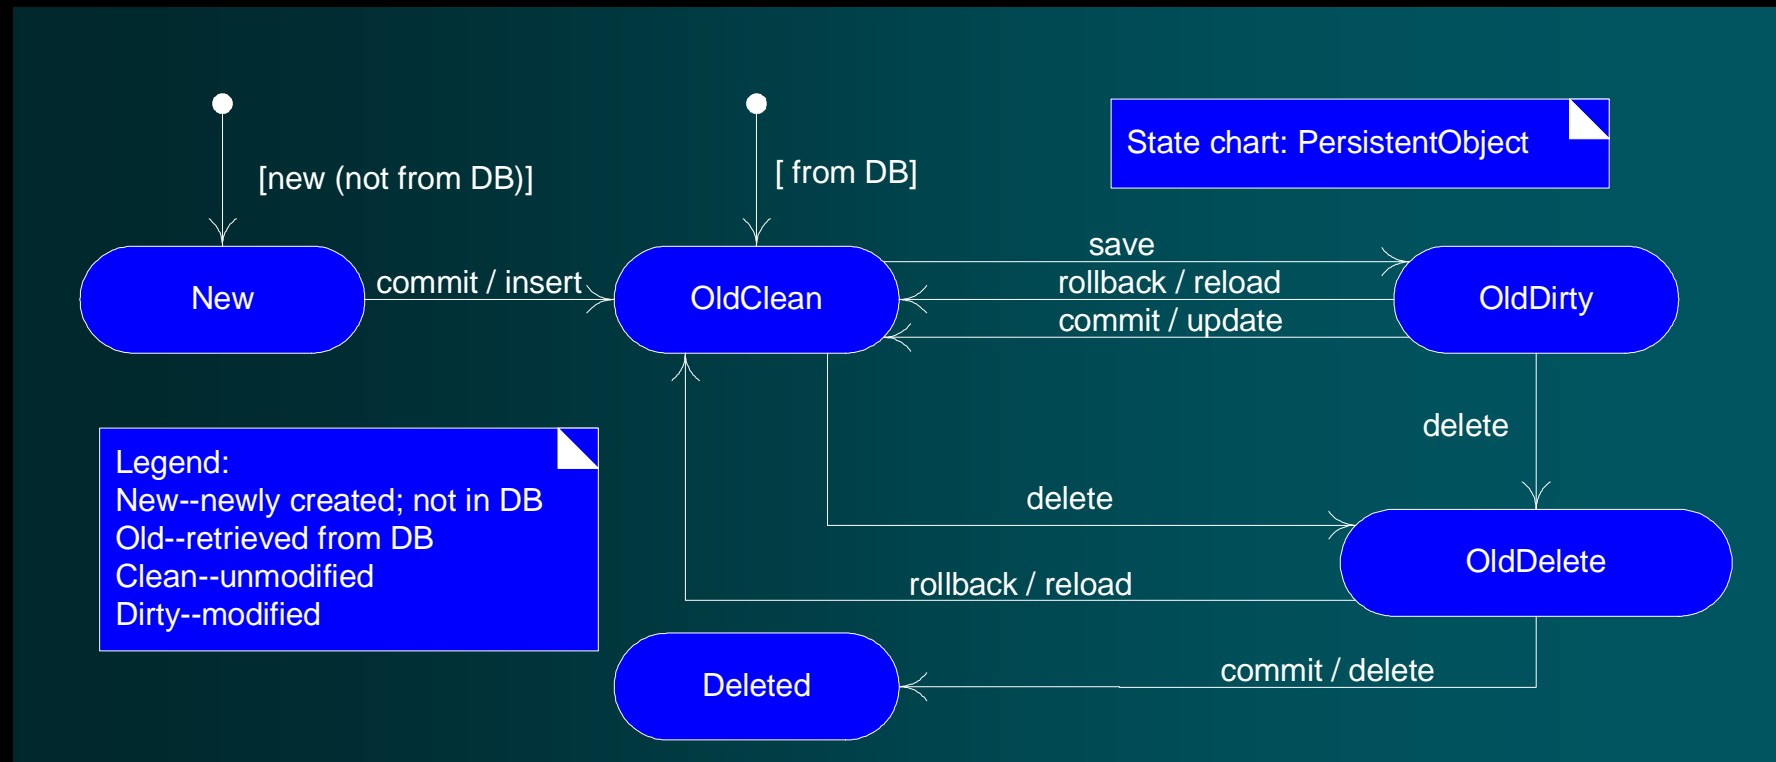 State chart: PersistentObject
[new (not from DB)]
[ from DB]
New
commit / insert
OldClean
save
rollback / reload
commit / update
OldDirty
delete
Legend:
New--newly created; not in DB
Old--retrieved from DB
Clean--unmodified
Dirty--modified
delete
OldDelete
rollback / reload
Deleted
commit / delete